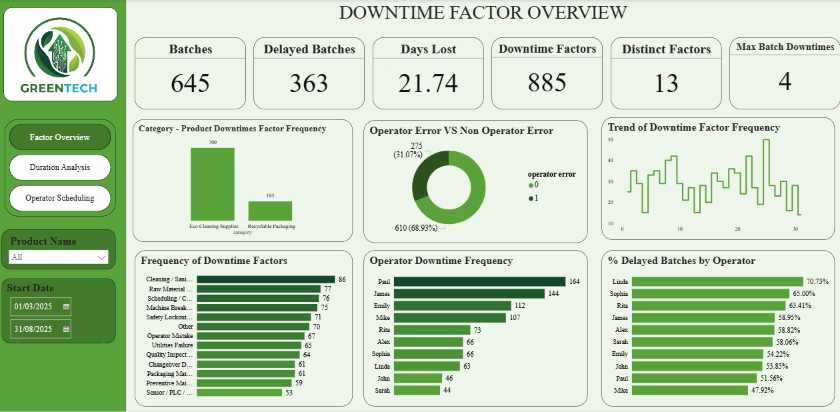 DOWNTIME FACTOR OVERVIEW
GREENTECH
Batches
645
Delayed Batches
363
Days Lost
21.74
Downtime Factors
885
Distinct Factors
13
Max Batch Downtimes
4
Factor Overview
Duration Analysis
Operator Scheduling
Product Name
All
Start Date
01/03/2025
31/08/2025
Category - Product Downtimes Factor Frequency
700
185
Eco-Cleaning Supplies
Recyclable Packaging
category
Operator Error VS Non Operator Error
275
(31.07%)
610 (68.93%)
operator error
0
1
Trend of Downtime Factor Frequency
50
40
30
20
10
0
10
20
30
Frequency of Downtime Factors
Cleaning / Sani... 86
Raw Material ... 77
Scheduling / C... 76
Machine Break... 75
Safety Lockout... 71
Other 70
Operator Mistake 67
Utilities Failure 65
Quality Inspect... 64
Changeover D... 61
Packaging Mat... 61
Preventive Mai... 59
Sensor / PLC / ... 53
Operator Downtime Frequency
Paul 164
James 144
Emily 112
Mike 107
Rita 73
Alex 66
Sophia 66
Linda 63
John 46
Sarah 44
% Delayed Batches by Operator
Linda 70.73%
Sophia 65.00%
Rita 63.41%
James 58.95%
Alex 58.82%
Sarah 58.06%
Emily 54.22%
John 53.85%
Paul 51.56%
Mike 47.92%